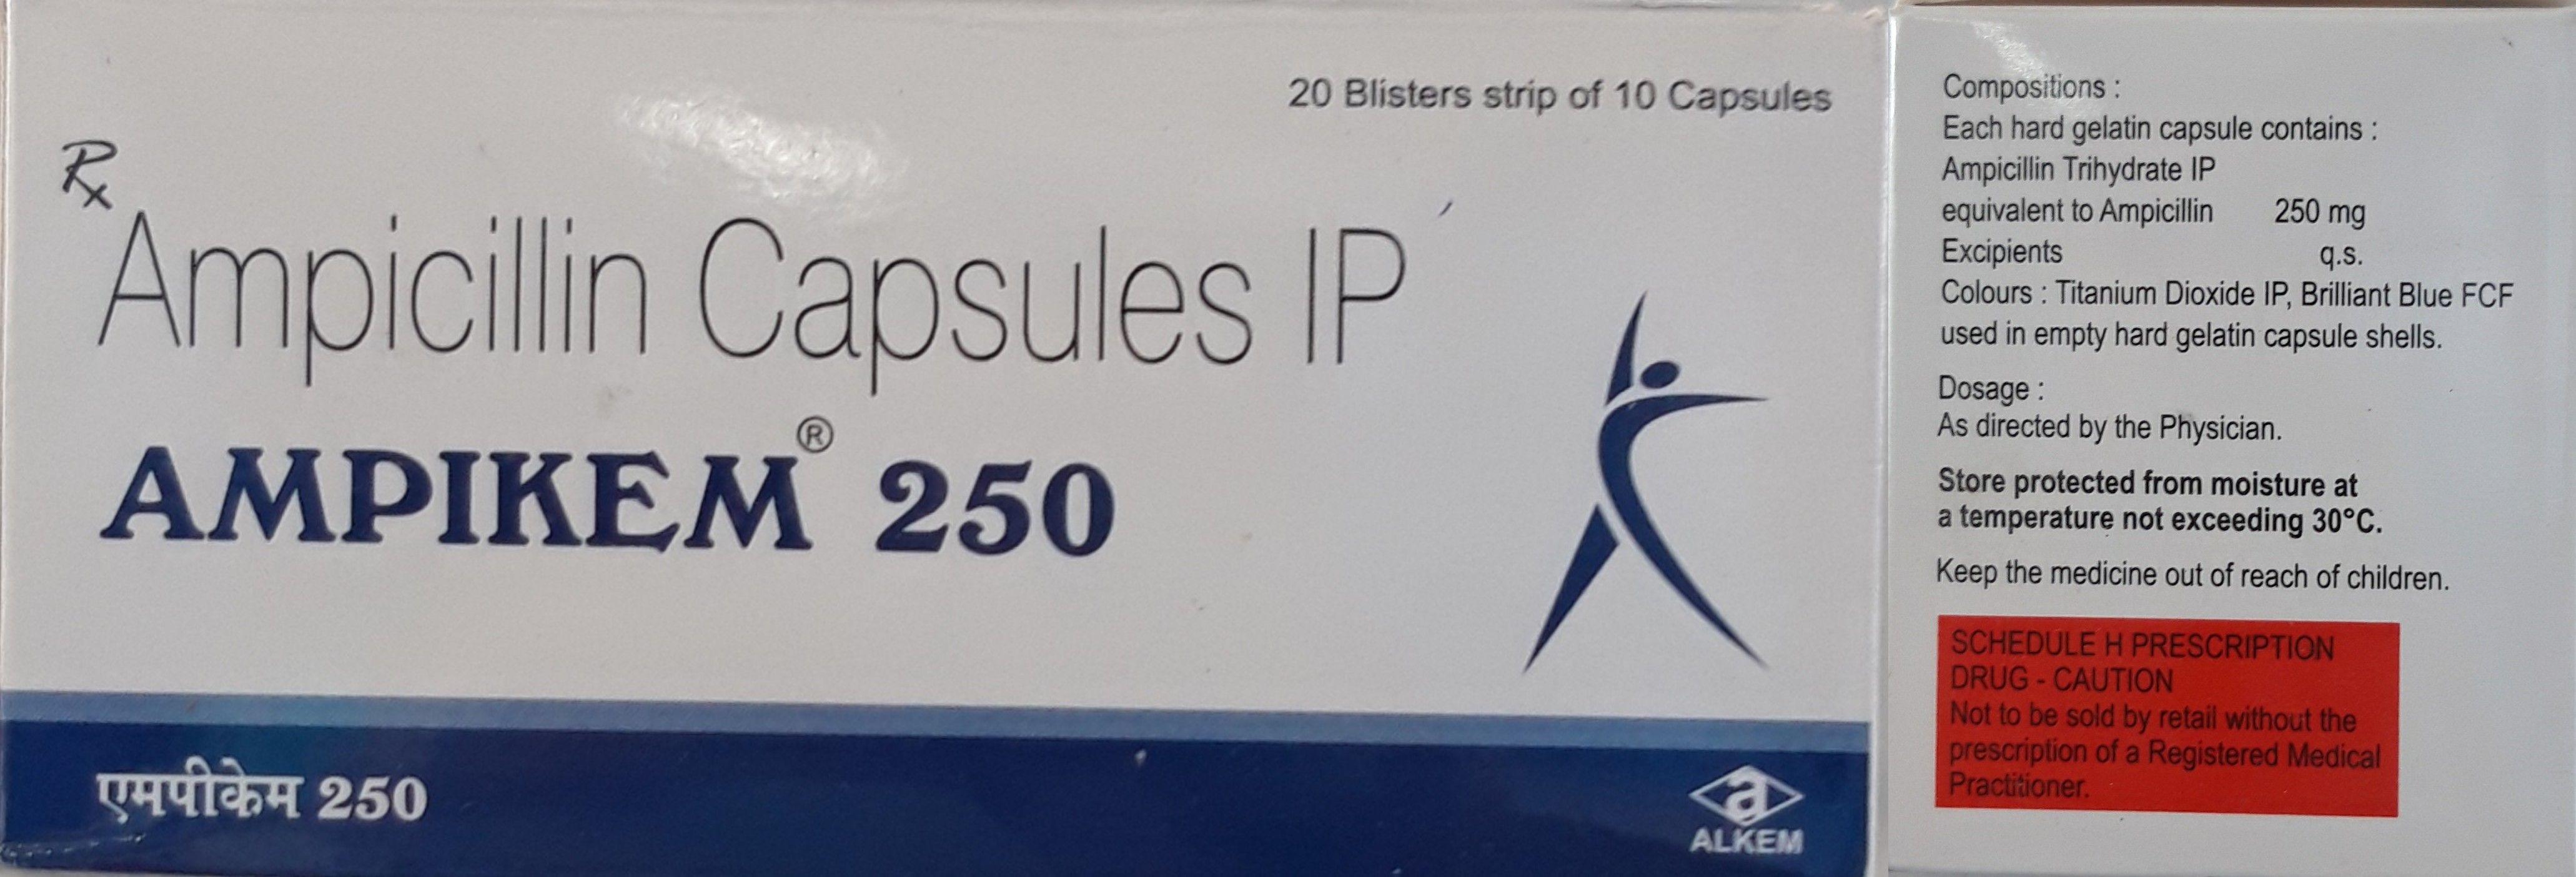 20 Blisters strip of 10 Capsules
Rx
Ampicillin Capsules IP
AMPIKEM® 250
एमपीकेम 250
a
ALKEM
Compositions :
Each hard gelatin capsule contains :
Ampicillin Trihydrate IP
equivalent to Ampicillin 250 mg
Excipients q.s.
Colours : Titanium Dioxide IP, Brilliant Blue FCF
used in empty hard gelatin capsule shells.
Dosage :
As directed by the Physician.
Store protected from moisture at
a temperature not exceeding 30°C.
Keep the medicine out of reach of children.
SCHEDULE H PRESCRIPTION
DRUG - CAUTION
Not to be sold by retail without the
prescription of a Registered Medical
Practitioner.